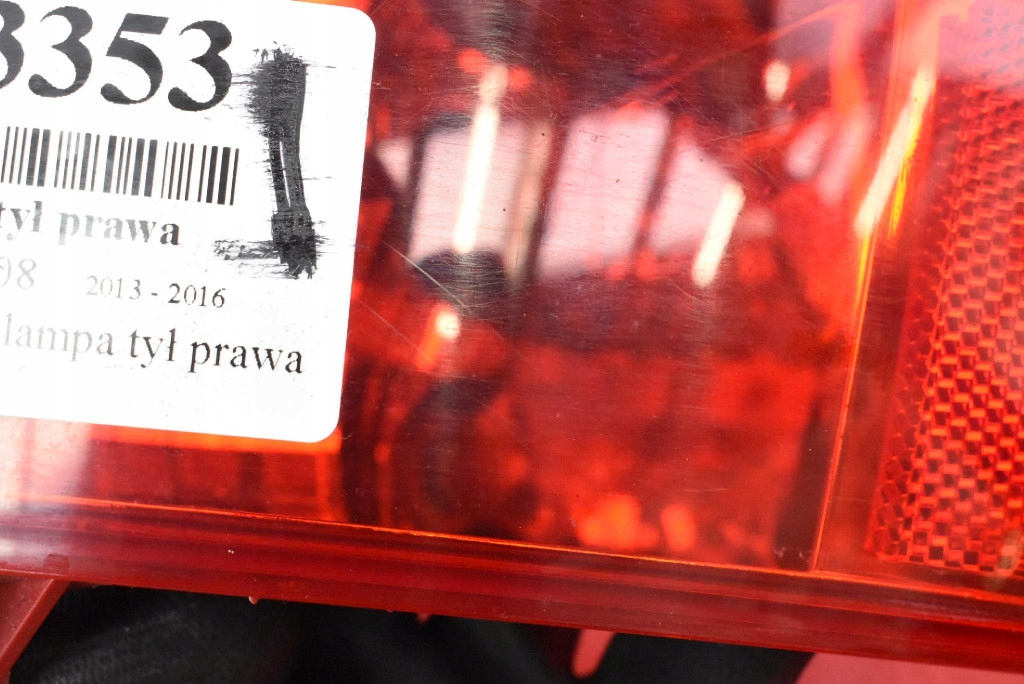 3353
tył prawa
98 2013 - 2016
lampa tył prawa